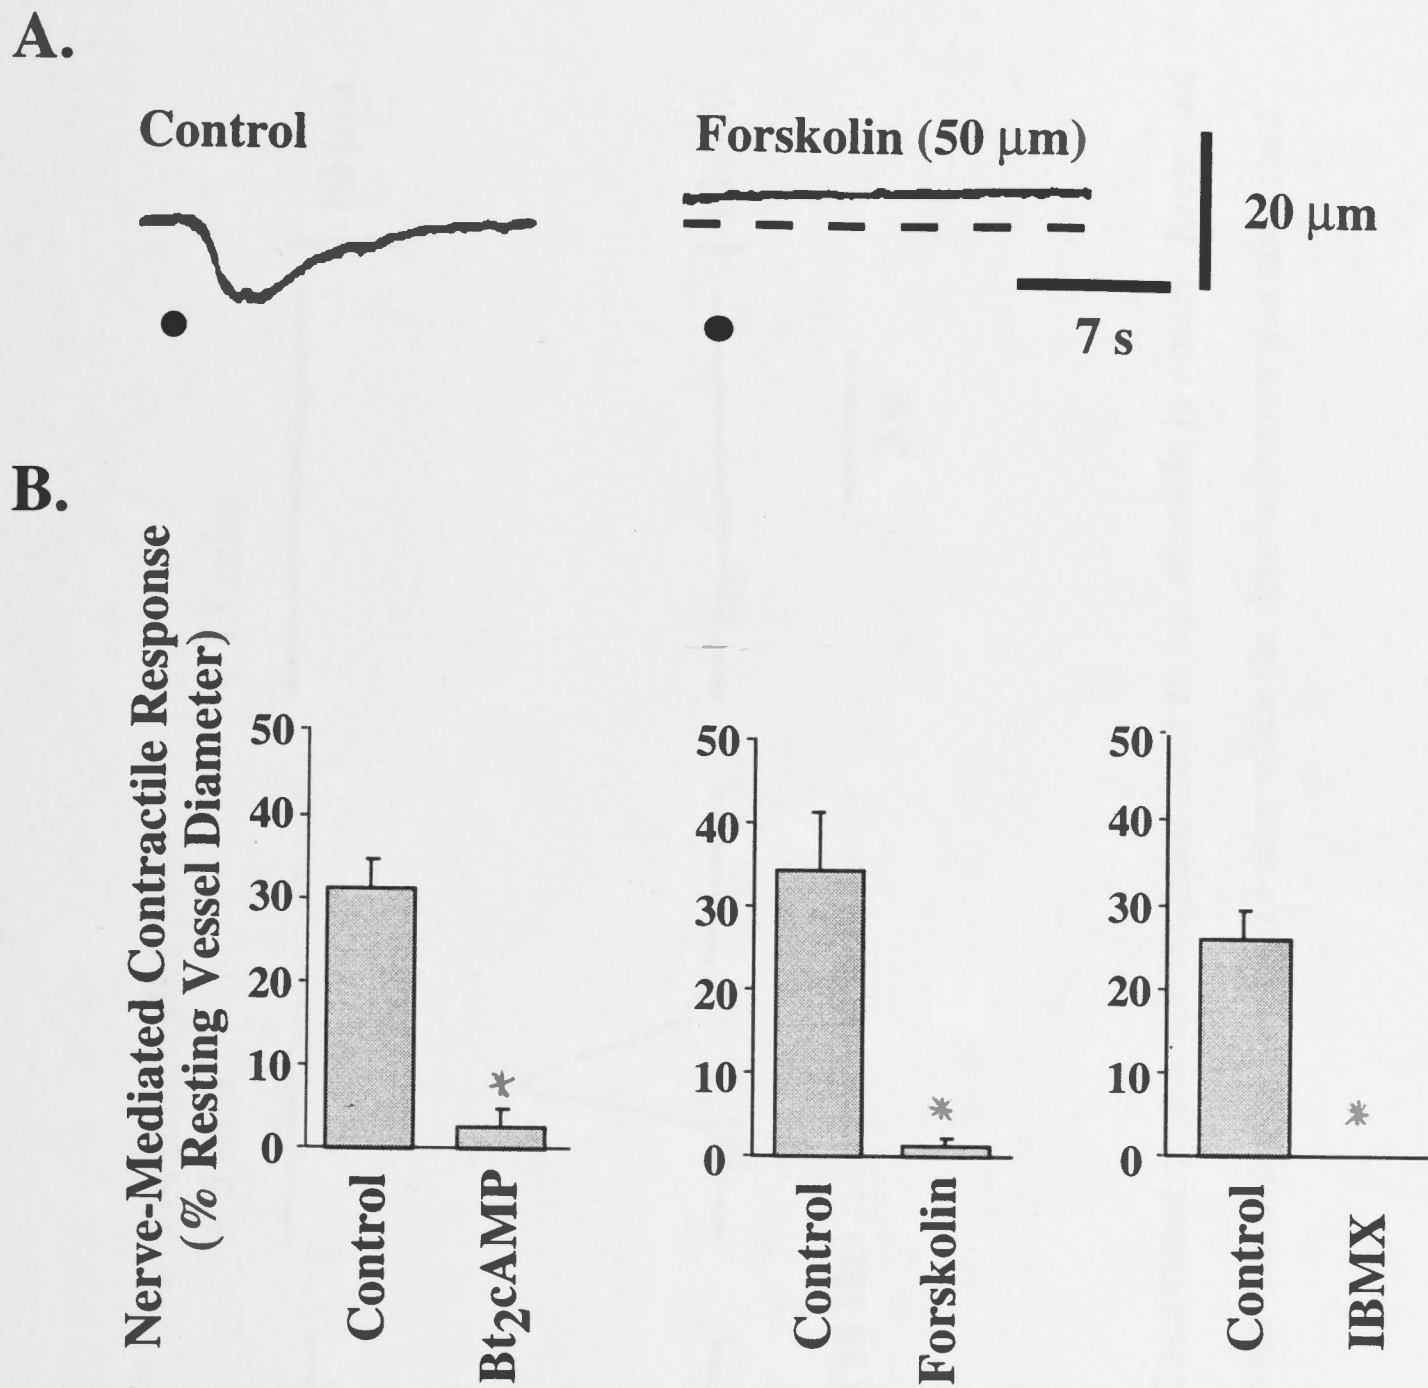 A.
Control
Forskolin (50 μm)
20 μm
7 s
B.
Nerve-Mediated Contractile Response
(% Resting Vessel Diameter)
50
40
30
20
10
0
Control
Bt2cAMP
*
50
40
30
20
10
0
Control
Forskolin
*
50
40
30
20
10
0
Control
IBMX
*